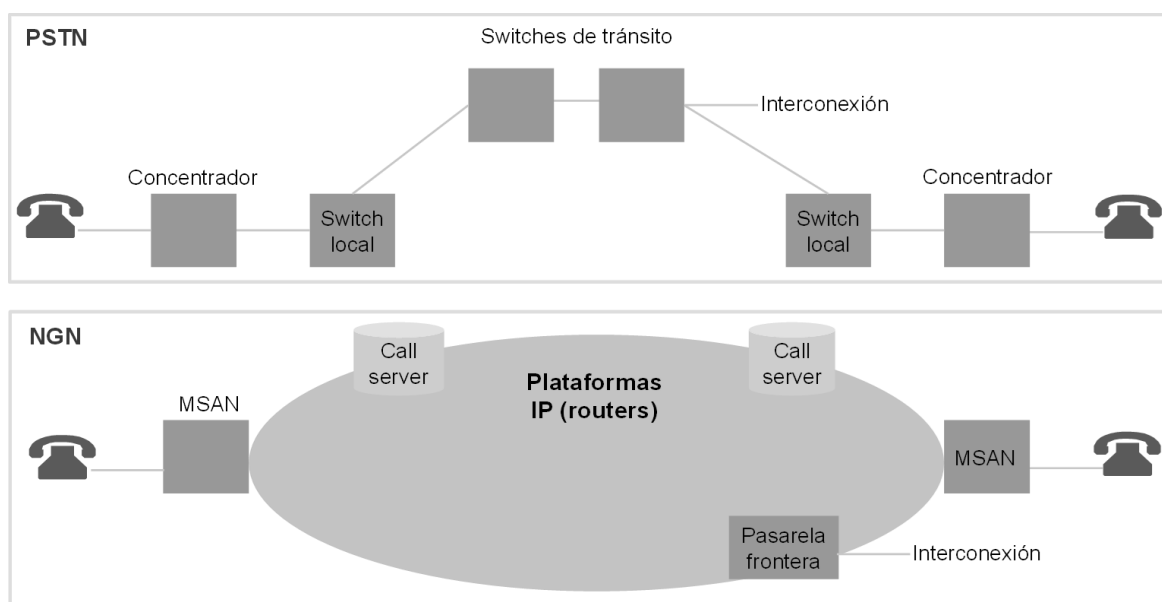 PSTN
Switches de tránsito
Interconexión
Concentrador
Concentrador
Switch
local
Switch
local
NGN
Call
server
Call
server
Plataformas
IP (routers)
MSAN
MSAN
Pasarela
frontera
Interconexión